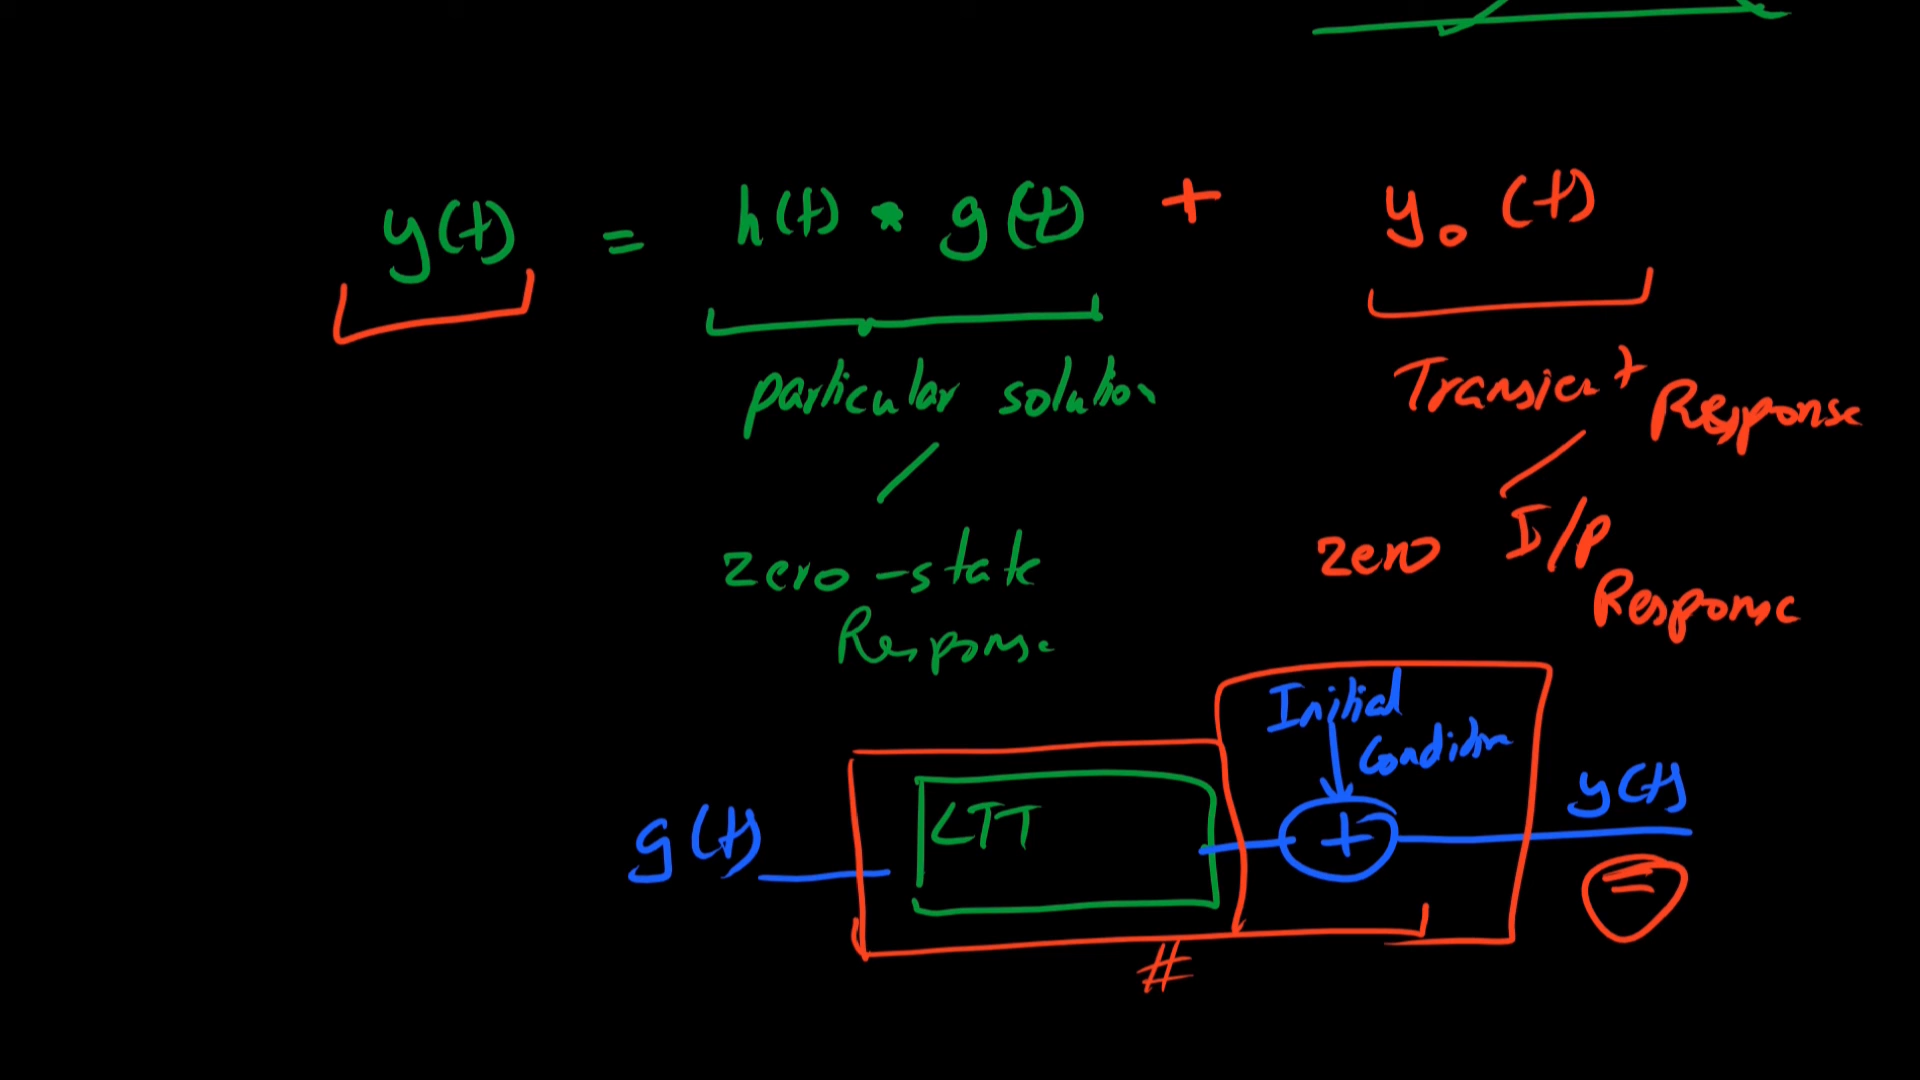 y(t) = h(t) * g(t) + y₀(t)
particular solution
Transient Response
zero-state Response
zero I/P Response
Initial Condition
g(t)
LTI
+
y(t)
=
#